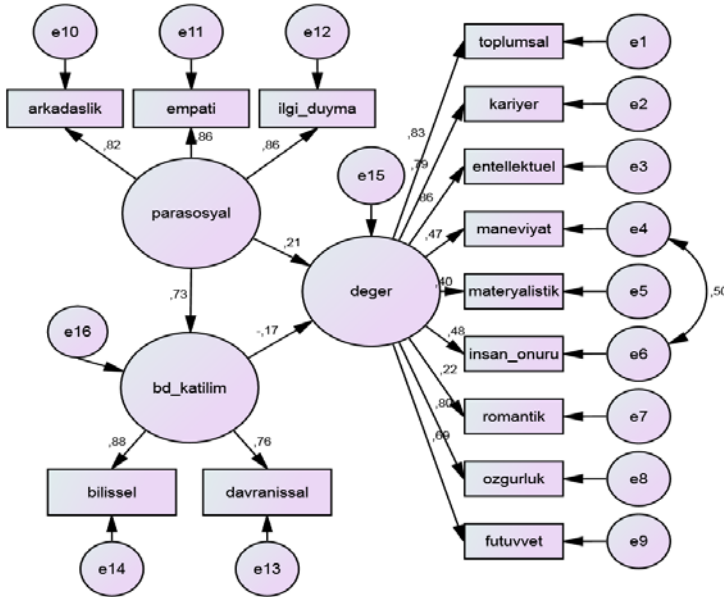 e10
e11
e12
arkadaslik
empati
ilgi_duyma
,82
,86
,86
parasosyal
e15
,21
,73
deger
e16
-,17
bd_katilim
,88
,76
bilissel
davranissal
e14
e13
toplumsal
e1
kariyer
e2
entellektuel
e3
maneviyat
e4
materyalistik
e5
insan_onuru
e6
romantik
e7
ozgurluk
e8
futuvvet
e9
,83
,79
,86
,47
,40
,48
,22
,80
,69
,50